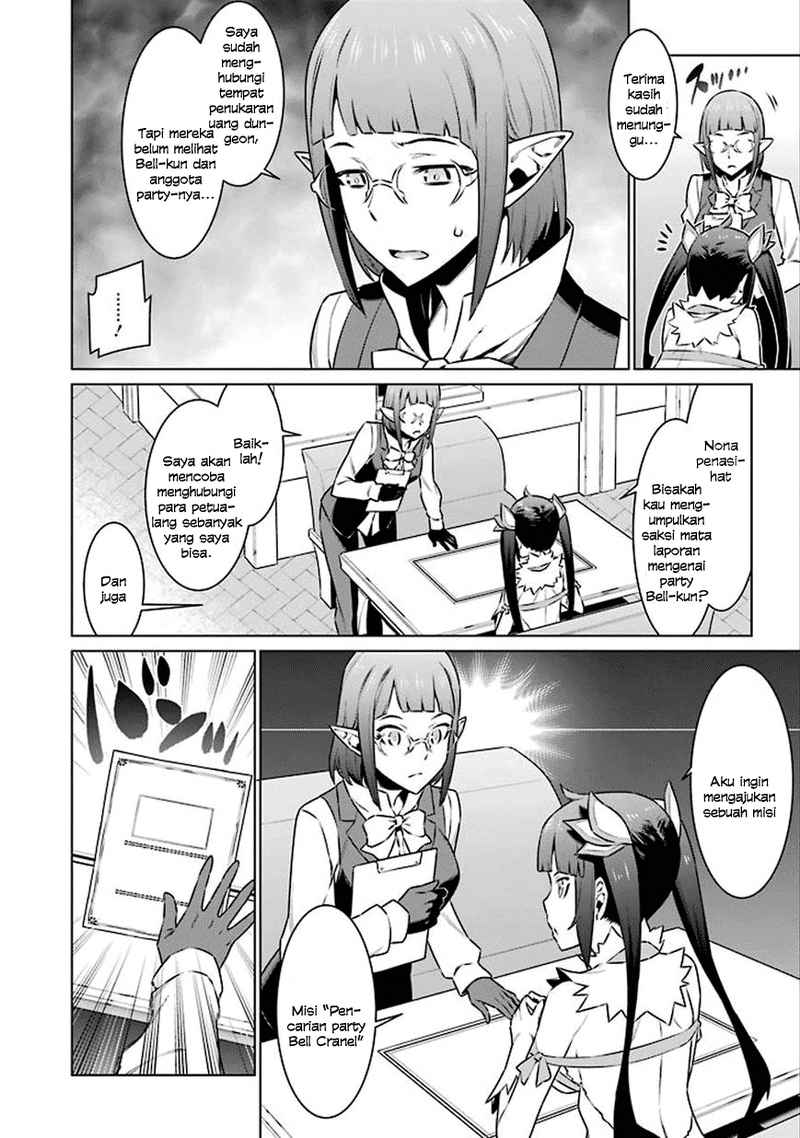 Terima
kasih
sudah
menung-
gu...
Saya
sudah
meng-
hubungi
tempat
penukaran
uang dun-
geon,
Tapi mereka
belum melihat
Bell-kun dan
anggota
party-nya...
Nona
penasi-
hat
Bisakah
kau meng-
umpulkan
saksi mata
laporan
mengenai
party
Bell-kun?
Baik-
lah!
Saya akan
mencoba
menghubungi
para petua-
lang sebanyak
yang saya
bisa.
Dan
juga
Aku ingin
mengajukan
sebuah misi
Misi "Pen-
carian party
Bell Cranel"